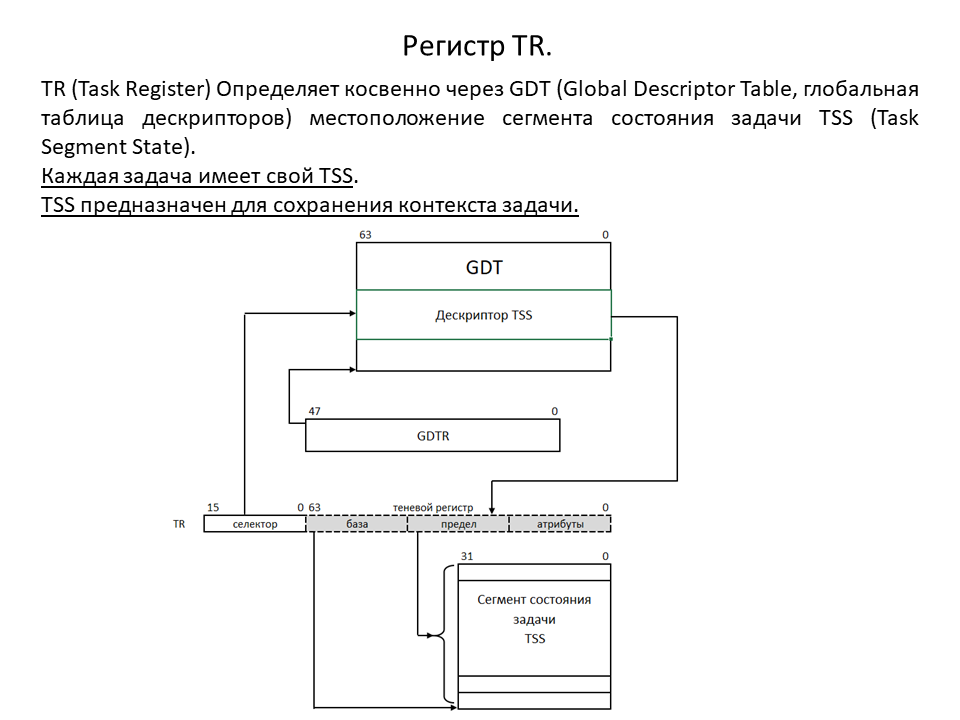 Регистр TR.
TR (Task Register) Определяет косвенно через GDT (Global Descriptor Table, глобальная
таблица дескрипторов) местоположение сегмента состояния задачи TSS (Task
Segment State).
Каждая задача имеет свой TSS.
TSS предназначен для сохранения контекста задачи.
63 0
GDT
Дескриптор TSS
47 0
GDTR
15 0 63 теневой регистр 0
TR селектор база предел атрибуты
31 0
Сегмент состояния
задачи
TSS